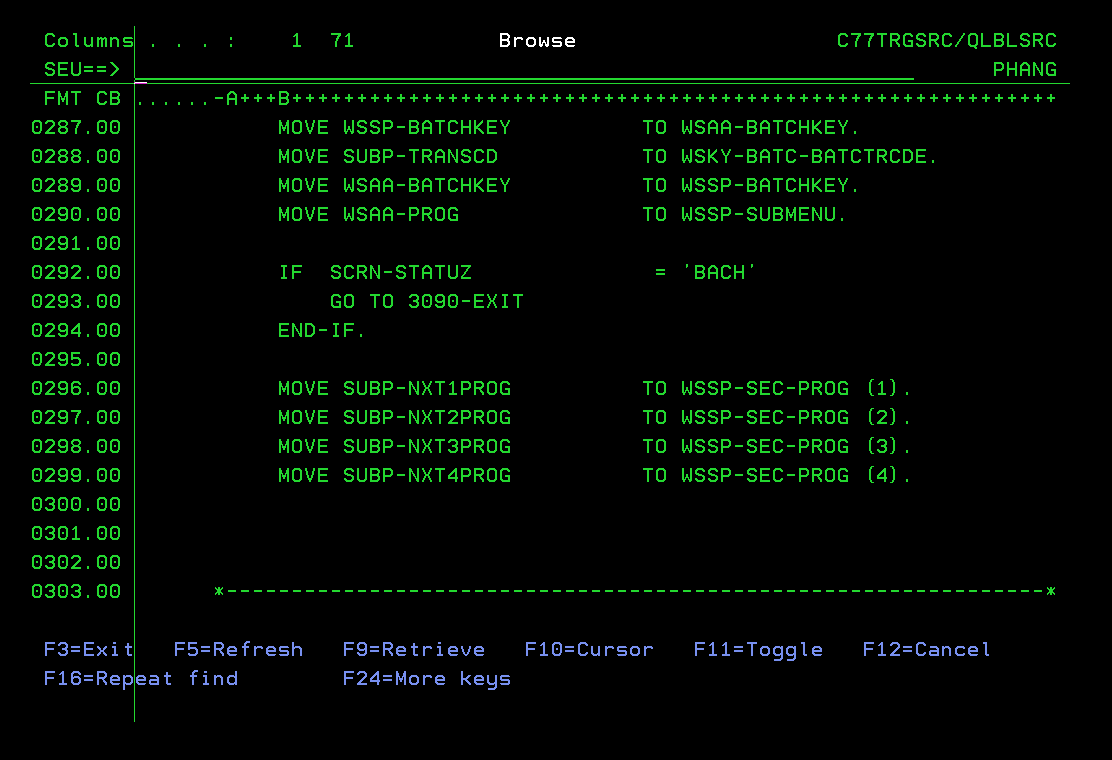 Columns . . . :    1  71           Browse                    C77TRGSRC/QLBLSRC
SEU==>                                                                   PHANG
FMT CB ......-A+++B+++++++++++++++++++++++++++++++++++++++++++++++++++++++++++
0287.00            MOVE WSSP-BATCHKEY          TO WSAA-BATCHKEY.
0288.00            MOVE SUBP-TRANSCD           TO WSKY-BATC-BATCTRCDE.
0289.00            MOVE WSAA-BATCHKEY          TO WSSP-BATCHKEY.
0290.00            MOVE WSAA-PROG              TO WSSP-SUBMENU.
0291.00
0292.00            IF  SCRN-STATUZ              = 'BACH'
0293.00                GO TO 3090-EXIT
0294.00            END-IF.
0295.00
0296.00            MOVE SUBP-NXT1PROG          TO WSSP-SEC-PROG (1).
0297.00            MOVE SUBP-NXT2PROG          TO WSSP-SEC-PROG (2).
0298.00            MOVE SUBP-NXT3PROG          TO WSSP-SEC-PROG (3).
0299.00            MOVE SUBP-NXT4PROG          TO WSSP-SEC-PROG (4).
0300.00
0301.00
0302.00
0303.00       *---------------------------------------------------------------*
F3=Exit   F5=Refresh   F9=Retrieve   F10=Cursor   F11=Toggle   F12=Cancel
F16=Repeat find        F24=More keys